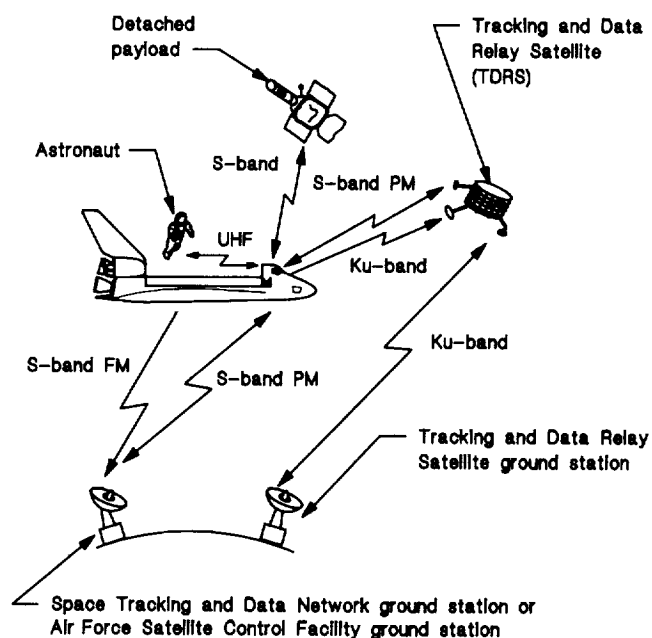 Detached
payload
Tracking and Data
Relay Satellite
(TDRS)
Astronaut
S-band
S-band PM
UHF
Ku-band
S-band FM
S-band PM
Ku-band
Tracking and Data Relay
Satellite ground station
Space Tracking and Data Network ground station or
Air Force Satellite Control Facility ground station